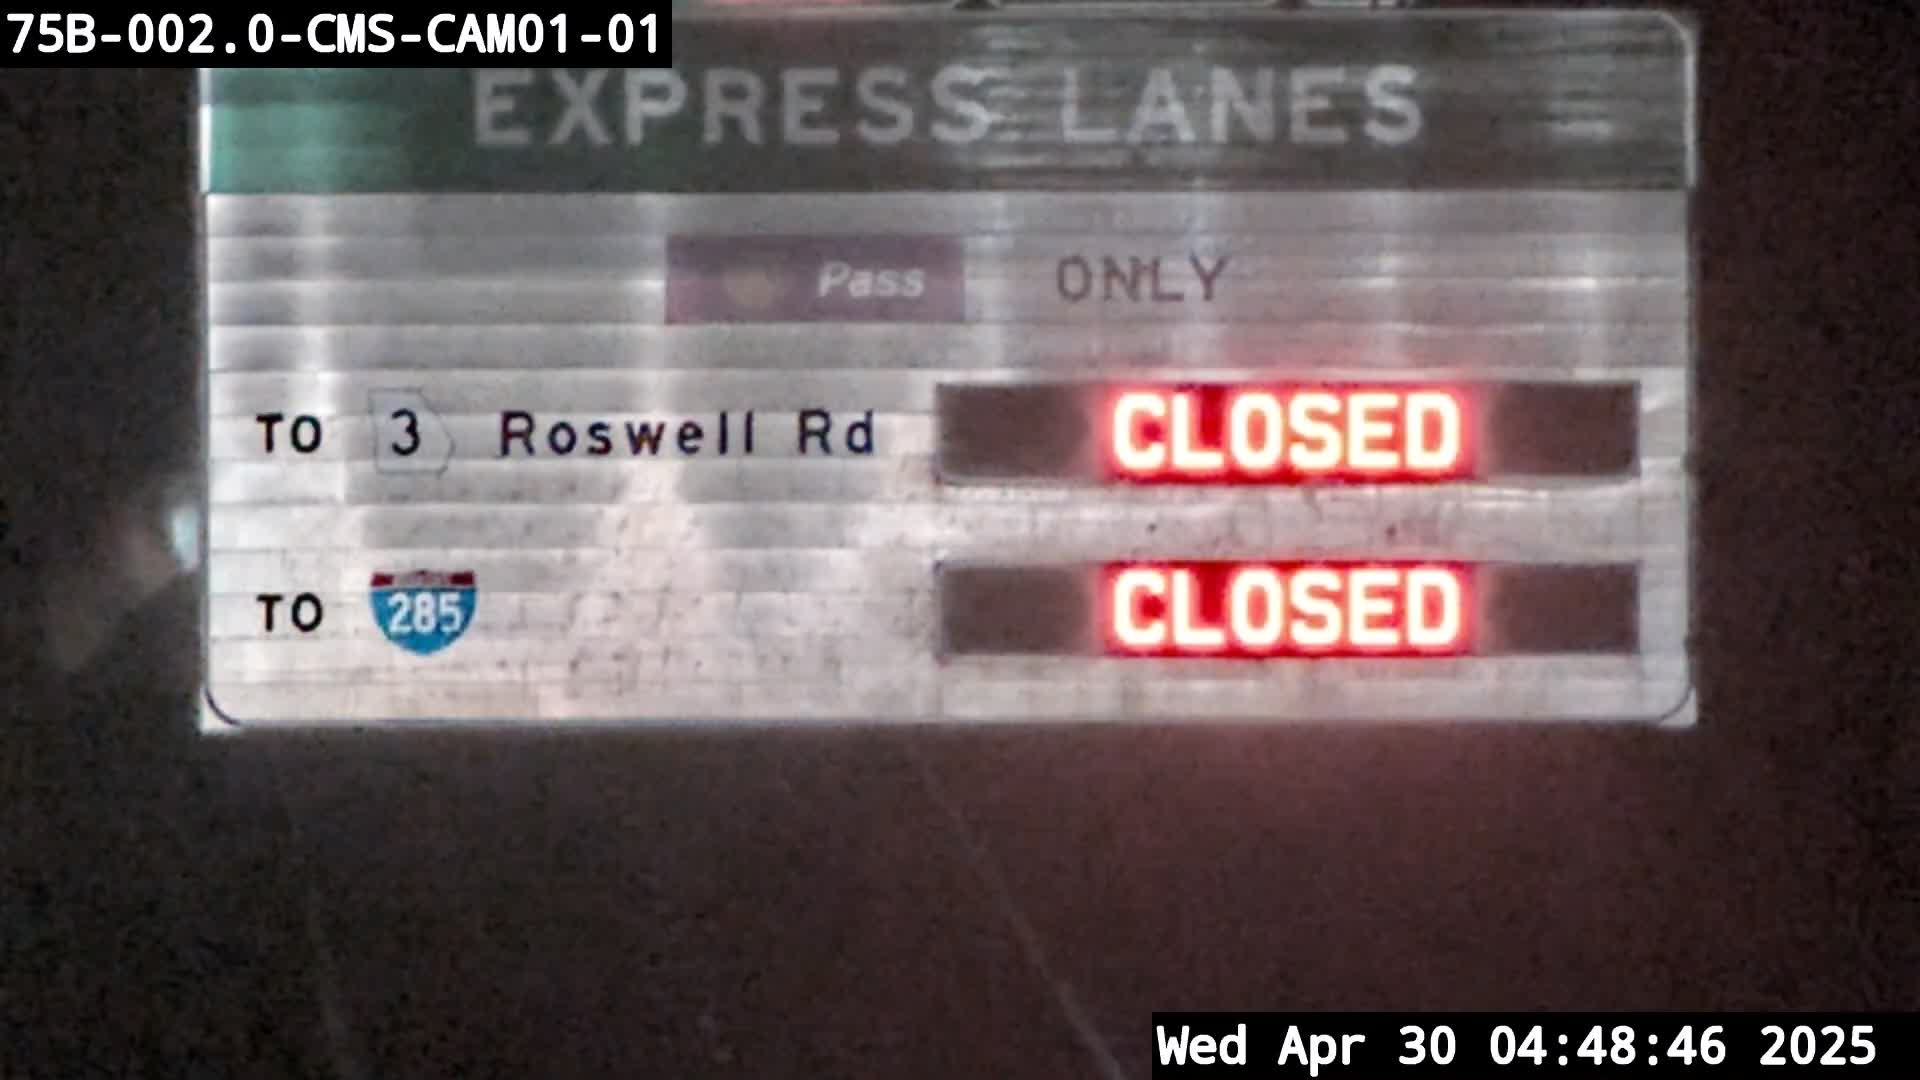 75B-002.0-CMS-CAM01-01
EXPRESS LANES
Pass ONLY
TO 3 Roswell Rd CLOSED
TO 285 CLOSED
Wed Apr 30 04:48:46 2025